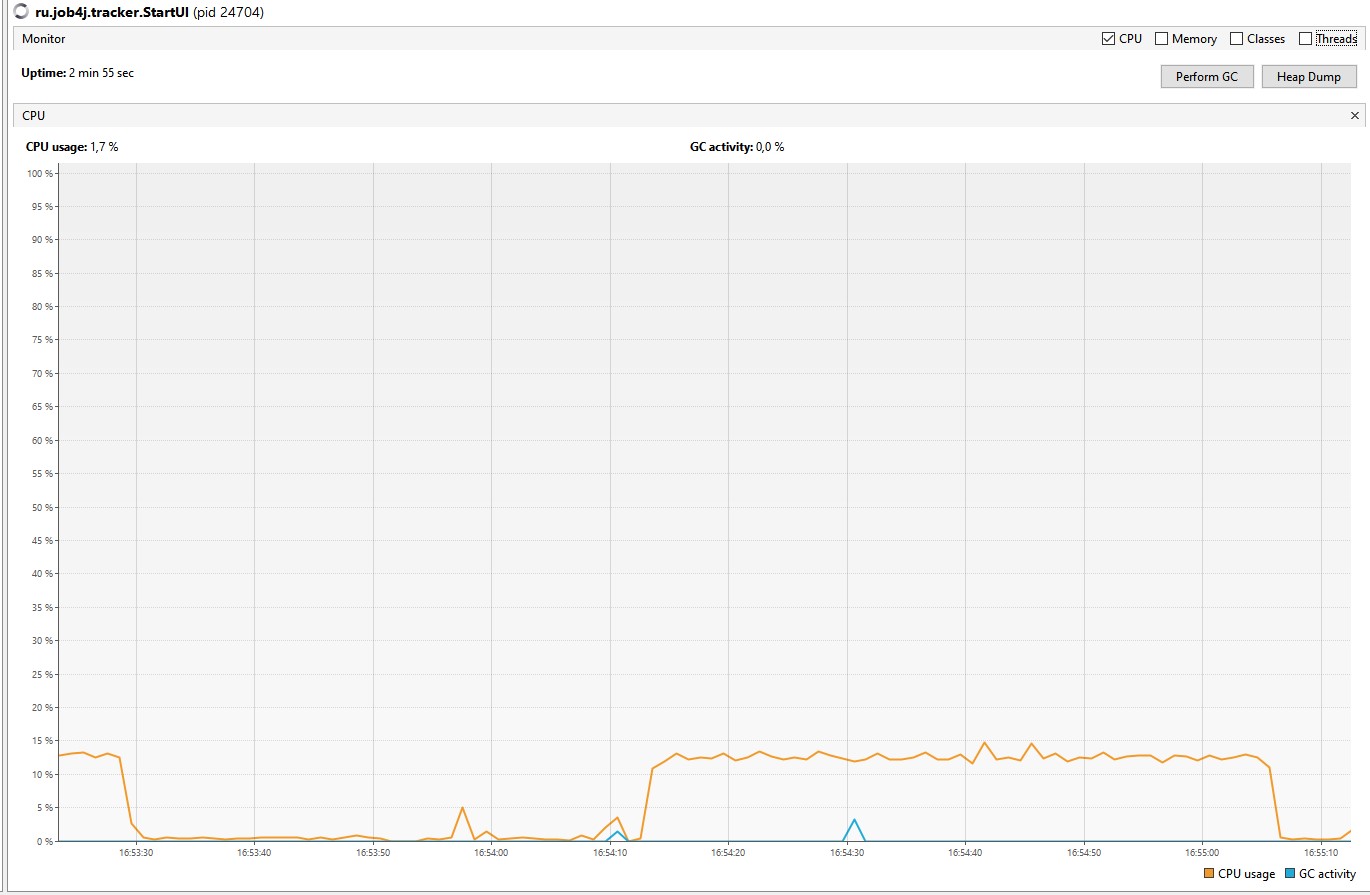 ru.job4j.tracker.StartUI (pid 24704)
Monitor
CPU Memory Classes Threads
Uptime: 2 min 55 sec
Perform GC Heap Dump
CPU
CPU usage: 1,7 % GC activity: 0,0 %
100 %
95 %
90 %
85 %
80 %
75 %
70 %
65 %
60 %
55 %
50 %
45 %
40 %
35 %
30 %
25 %
20 %
15 %
10 %
5 %
0 %
16:53:30 16:53:40 16:53:50 16:54:00 16:54:10 16:54:20 16:54:30 16:54:40 16:54:50 16:55:00 16:55:10
CPU usage GC activity